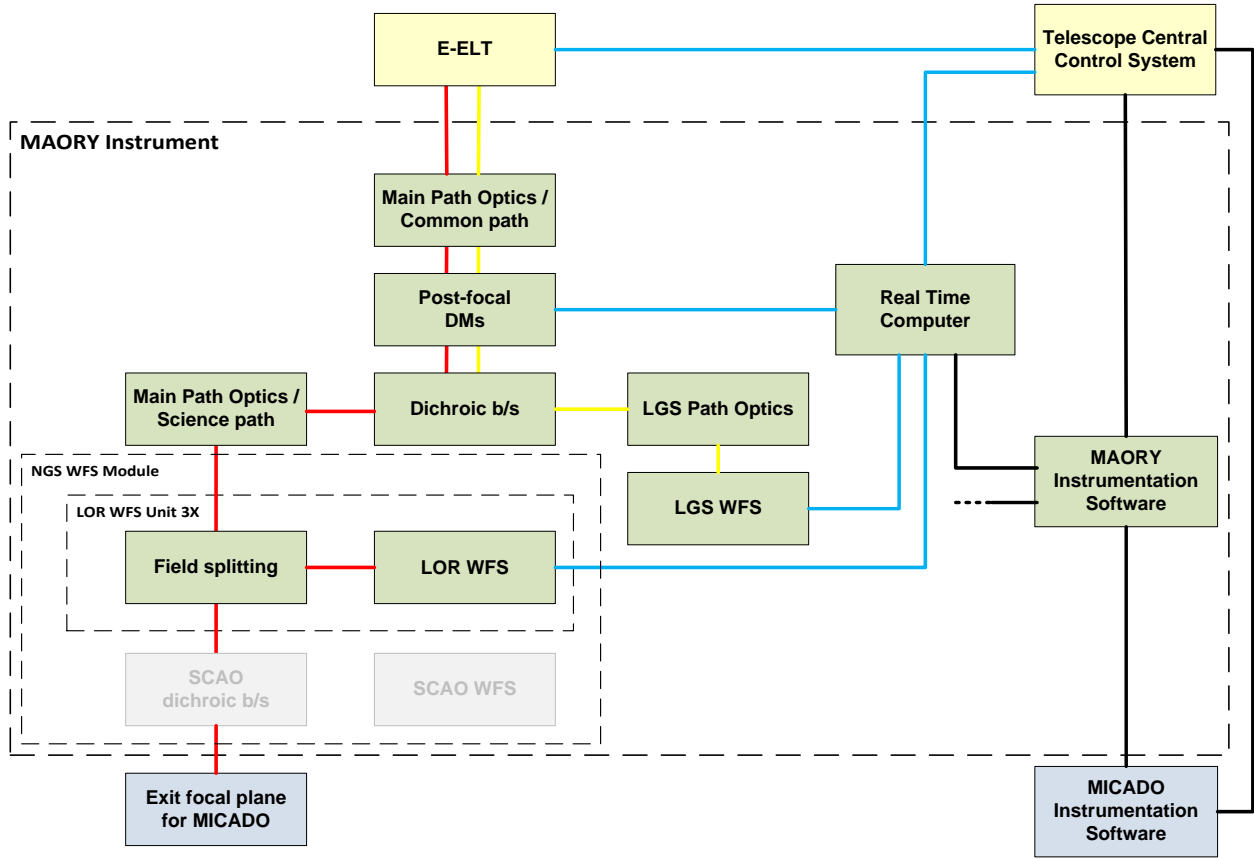 E-ELT
Telescope Central
Control System
MAORY Instrument
Main Path Optics /
Common path
Post-focal
DMs
Real Time
Computer
Main Path Optics /
Science path
Dichroic b/s
LGS Path Optics
NGS WFS Module
LGS WFS
MAORY
Instrumentation
Software
LOR WFS Unit 3X
Field splitting
LOR WFS
SCAO
dichroic b/s
SCAO WFS
Exit focal plane
for MICADO
MICADO
Instrumentation
Software